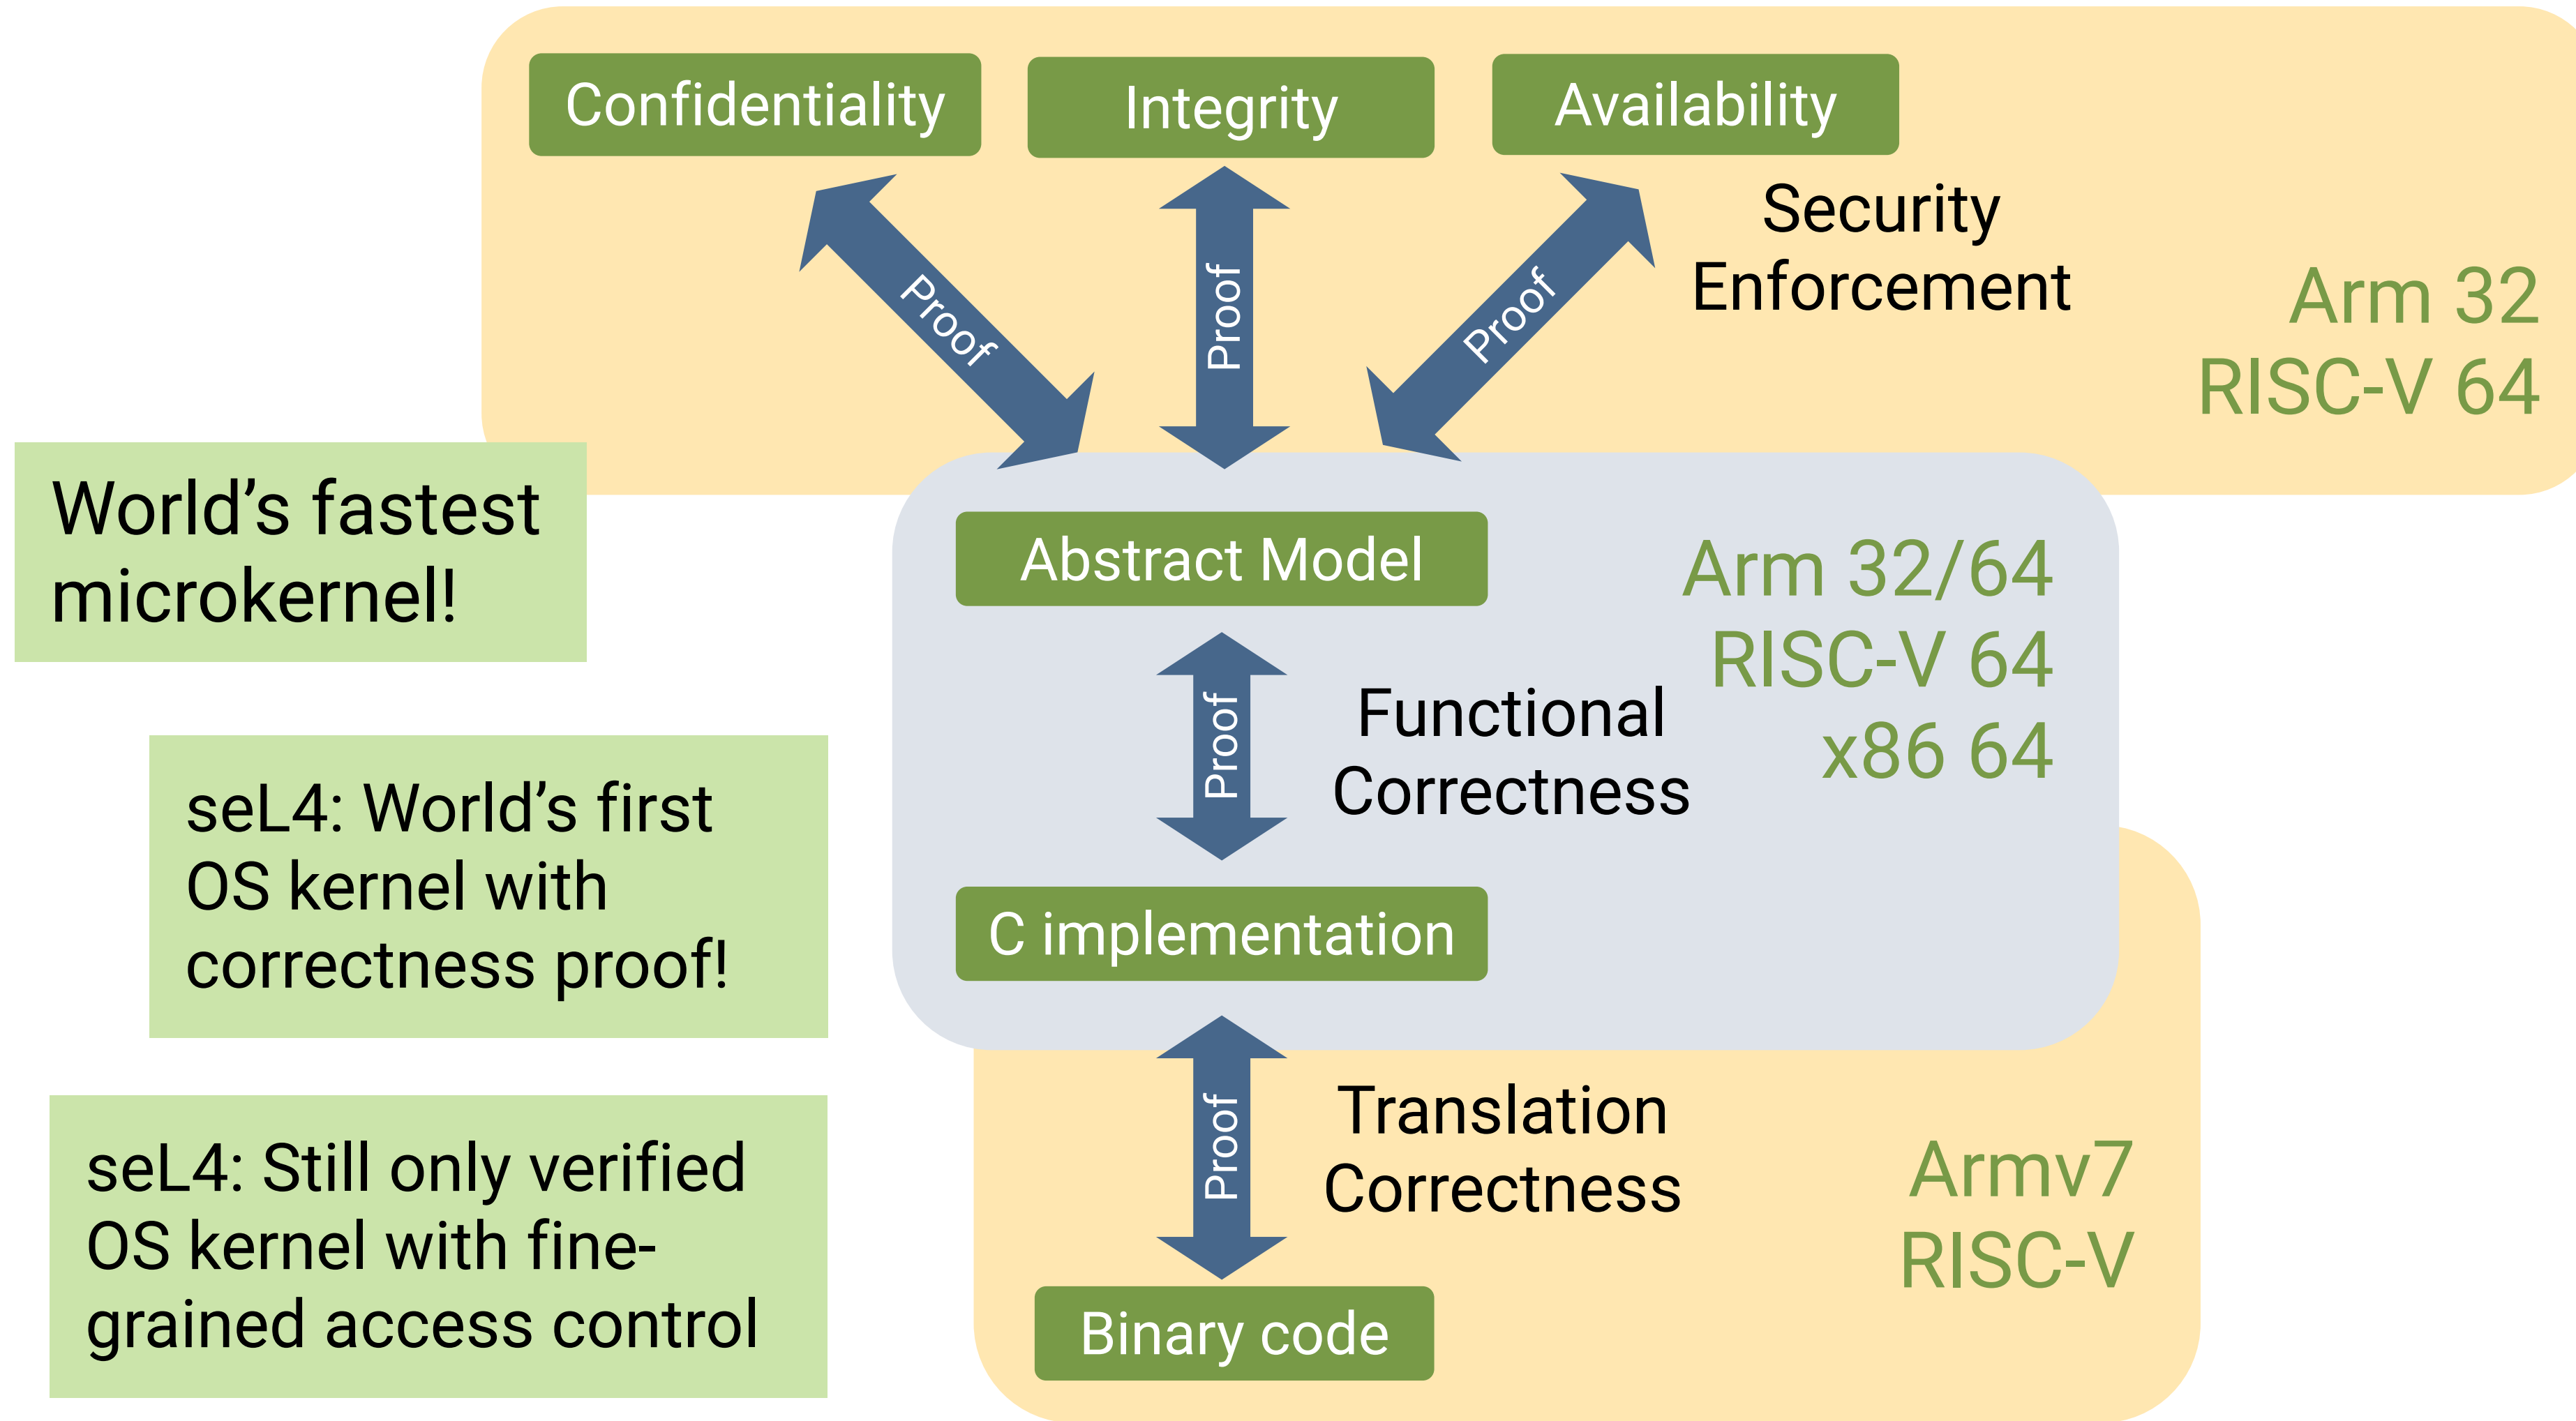 Confidentiality
Integrity
Availability
Proof
Proof
Proof
Security
Enforcement
Arm 32
RISC-V 64
World’s fastest
microkernel!
Abstract Model
Arm 32/64
RISC-V 64
x86 64
Proof
Functional
Correctness
seL4: World’s first
OS kernel with
correctness proof!
C implementation
Proof
Translation
Correctness
Armv7
RISC-V
seL4: Still only verified
OS kernel with fine-
grained access control
Binary code